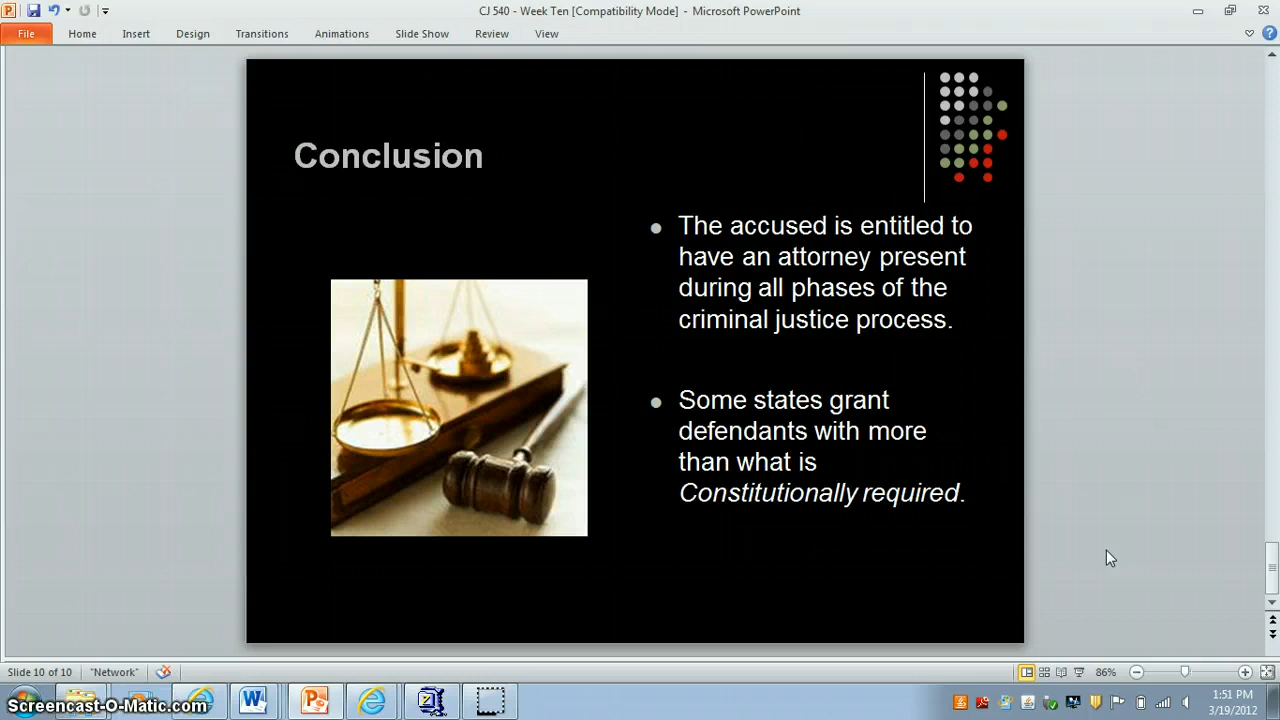 CJ 540 - Week Ten [Compatibility Mode] - Microsoft PowerPoint
File Home Insert Design Transitions Animations Slide Show Review View
Conclusion
The accused is entitled to
have an attorney present
during all phases of the
criminal justice process.
Some states grant
defendants with more
than what is
Constitutionally required.
Slide 10 of 10 "Network" 86%
Screencast-O-Matic.com
1:51 PM
3/19/2012